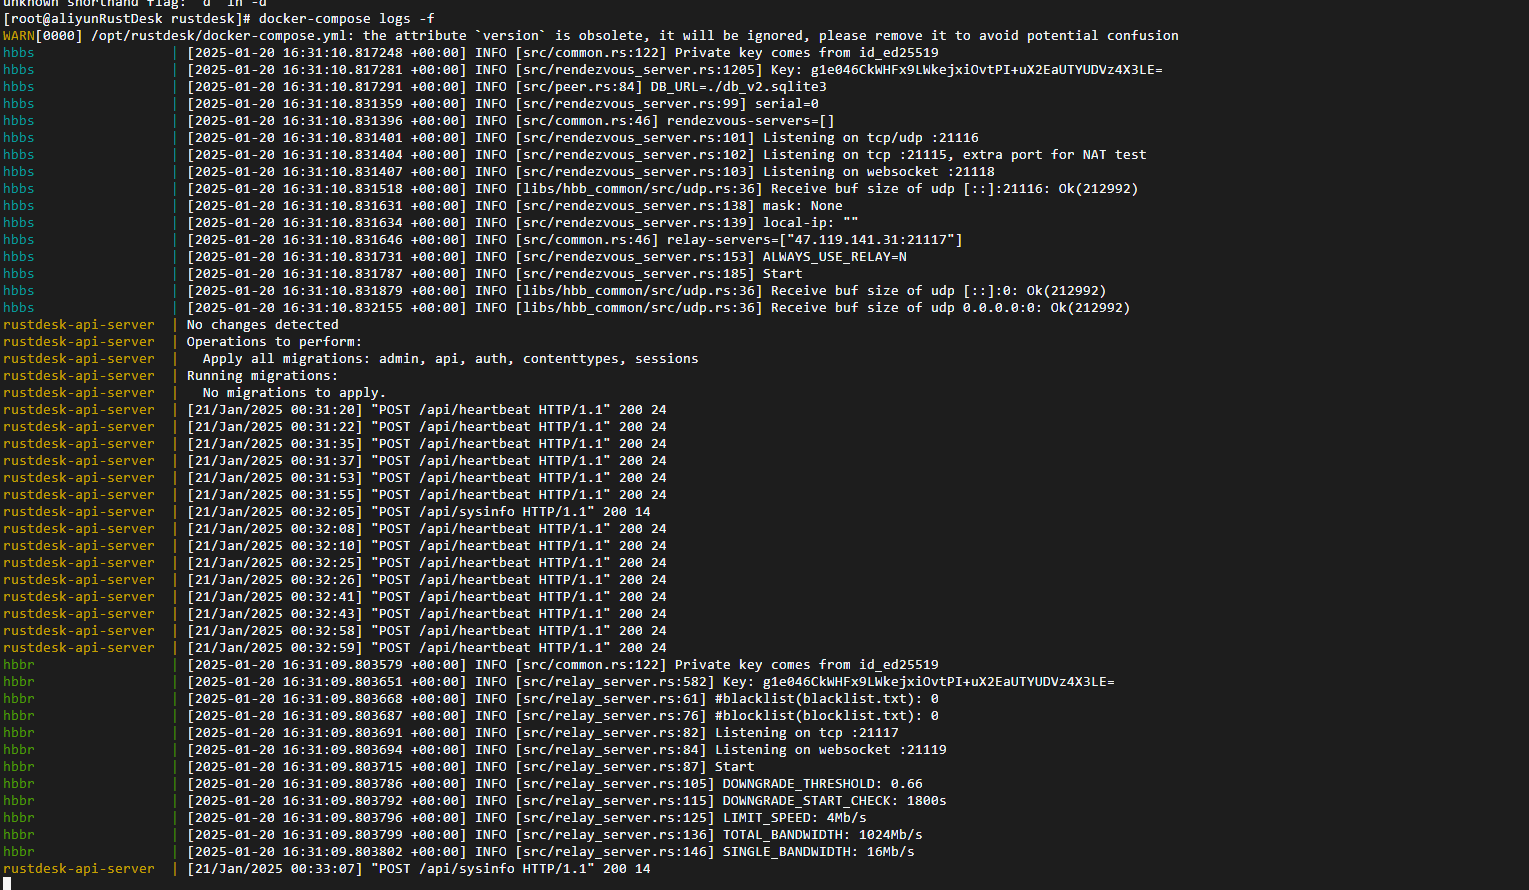 unknown shorthand flag: 'd' in -d
[root@aliyunRustDesk rustdesk]# docker-compose logs -f
WARN[0000] /opt/rustdesk/docker-compose.yml: the attribute `version` is obsolete, it will be ignored, please remove it to avoid potential confusion
hbbs | [2025-01-20 16:31:10.817248 +00:00] INFO [src/common.rs:122] Private key comes from id_ed25519
hbbs | [2025-01-20 16:31:10.817281 +00:00] INFO [src/rendezvous_server.rs:1205] Key: g1e046CkWHFx9LWkejxiOvtPI+uX2EaUTYUDVz4X3LE=
hbbs | [2025-01-20 16:31:10.817291 +00:00] INFO [src/peer.rs:84] DB_URL=./db_v2.sqlite3
hbbs | [2025-01-20 16:31:10.831359 +00:00] INFO [src/rendezvous_server.rs:99] serial=0
hbbs | [2025-01-20 16:31:10.831396 +00:00] INFO [src/common.rs:46] rendezvous-servers=[]
hbbs | [2025-01-20 16:31:10.831401 +00:00] INFO [src/rendezvous_server.rs:101] Listening on tcp/udp :21116
hbbs | [2025-01-20 16:31:10.831404 +00:00] INFO [src/rendezvous_server.rs:102] Listening on tcp :21115, extra port for NAT test
hbbs | [2025-01-20 16:31:10.831407 +00:00] INFO [src/rendezvous_server.rs:103] Listening on websocket :21118
hbbs | [2025-01-20 16:31:10.831518 +00:00] INFO [libs/hbb_common/src/udp.rs:36] Receive buf size of udp [::]:21116: Ok(212992)
hbbs | [2025-01-20 16:31:10.831631 +00:00] INFO [src/rendezvous_server.rs:138] mask: None
hbbs | [2025-01-20 16:31:10.831634 +00:00] INFO [src/rendezvous_server.rs:139] local-ip: ""
hbbs | [2025-01-20 16:31:10.831646 +00:00] INFO [src/common.rs:46] relay-servers=["47.119.141.31:21117"]
hbbs | [2025-01-20 16:31:10.831731 +00:00] INFO [src/rendezvous_server.rs:153] ALWAYS_USE_RELAY=N
hbbs | [2025-01-20 16:31:10.831787 +00:00] INFO [src/rendezvous_server.rs:185] Start
hbbs | [2025-01-20 16:31:10.831879 +00:00] INFO [libs/hbb_common/src/udp.rs:36] Receive buf size of udp [::]:0: Ok(212992)
hbbs | [2025-01-20 16:31:10.832155 +00:00] INFO [libs/hbb_common/src/udp.rs:36] Receive buf size of udp 0.0.0.0:0: Ok(212992)
rustdesk-api-server | No changes detected
rustdesk-api-server | Operations to perform:
rustdesk-api-server |   Apply all migrations: admin, api, auth, contenttypes, sessions
rustdesk-api-server | Running migrations:
rustdesk-api-server |   No migrations to apply.
rustdesk-api-server | [21/Jan/2025 00:31:20] "POST /api/heartbeat HTTP/1.1" 200 24
rustdesk-api-server | [21/Jan/2025 00:31:22] "POST /api/heartbeat HTTP/1.1" 200 24
rustdesk-api-server | [21/Jan/2025 00:31:35] "POST /api/heartbeat HTTP/1.1" 200 24
rustdesk-api-server | [21/Jan/2025 00:31:37] "POST /api/heartbeat HTTP/1.1" 200 24
rustdesk-api-server | [21/Jan/2025 00:31:53] "POST /api/heartbeat HTTP/1.1" 200 24
rustdesk-api-server | [21/Jan/2025 00:31:55] "POST /api/heartbeat HTTP/1.1" 200 24
rustdesk-api-server | [21/Jan/2025 00:32:05] "POST /api/sysinfo HTTP/1.1" 200 14
rustdesk-api-server | [21/Jan/2025 00:32:08] "POST /api/heartbeat HTTP/1.1" 200 24
rustdesk-api-server | [21/Jan/2025 00:32:10] "POST /api/heartbeat HTTP/1.1" 200 24
rustdesk-api-server | [21/Jan/2025 00:32:25] "POST /api/heartbeat HTTP/1.1" 200 24
rustdesk-api-server | [21/Jan/2025 00:32:26] "POST /api/heartbeat HTTP/1.1" 200 24
rustdesk-api-server | [21/Jan/2025 00:32:41] "POST /api/heartbeat HTTP/1.1" 200 24
rustdesk-api-server | [21/Jan/2025 00:32:43] "POST /api/heartbeat HTTP/1.1" 200 24
rustdesk-api-server | [21/Jan/2025 00:32:58] "POST /api/heartbeat HTTP/1.1" 200 24
rustdesk-api-server | [21/Jan/2025 00:32:59] "POST /api/heartbeat HTTP/1.1" 200 24
hbbr | [2025-01-20 16:31:09.803579 +00:00] INFO [src/common.rs:122] Private key comes from id_ed25519
hbbr | [2025-01-20 16:31:09.803651 +00:00] INFO [src/relay_server.rs:582] Key: g1e046CkWHFx9LWkejxiOvtPI+uX2EaUTYUDVz4X3LE=
hbbr | [2025-01-20 16:31:09.803668 +00:00] INFO [src/relay_server.rs:61] #blacklist(blacklist.txt): 0
hbbr | [2025-01-20 16:31:09.803687 +00:00] INFO [src/relay_server.rs:76] #blocklist(blocklist.txt): 0
hbbr | [2025-01-20 16:31:09.803691 +00:00] INFO [src/relay_server.rs:82] Listening on tcp :21117
hbbr | [2025-01-20 16:31:09.803694 +00:00] INFO [src/relay_server.rs:84] Listening on websocket :21119
hbbr | [2025-01-20 16:31:09.803715 +00:00] INFO [src/relay_server.rs:87] Start
hbbr | [2025-01-20 16:31:09.803786 +00:00] INFO [src/relay_server.rs:105] DOWNGRADE_THRESHOLD: 0.66
hbbr | [2025-01-20 16:31:09.803792 +00:00] INFO [src/relay_server.rs:115] DOWNGRADE_START_CHECK: 1800s
hbbr | [2025-01-20 16:31:09.803796 +00:00] INFO [src/relay_server.rs:125] LIMIT_SPEED: 4Mb/s
hbbr | [2025-01-20 16:31:09.803799 +00:00] INFO [src/relay_server.rs:136] TOTAL_BANDWIDTH: 1024Mb/s
hbbr | [2025-01-20 16:31:09.803802 +00:00] INFO [src/relay_server.rs:146] SINGLE_BANDWIDTH: 16Mb/s
rustdesk-api-server | [21/Jan/2025 00:33:07] "POST /api/sysinfo HTTP/1.1" 200 14